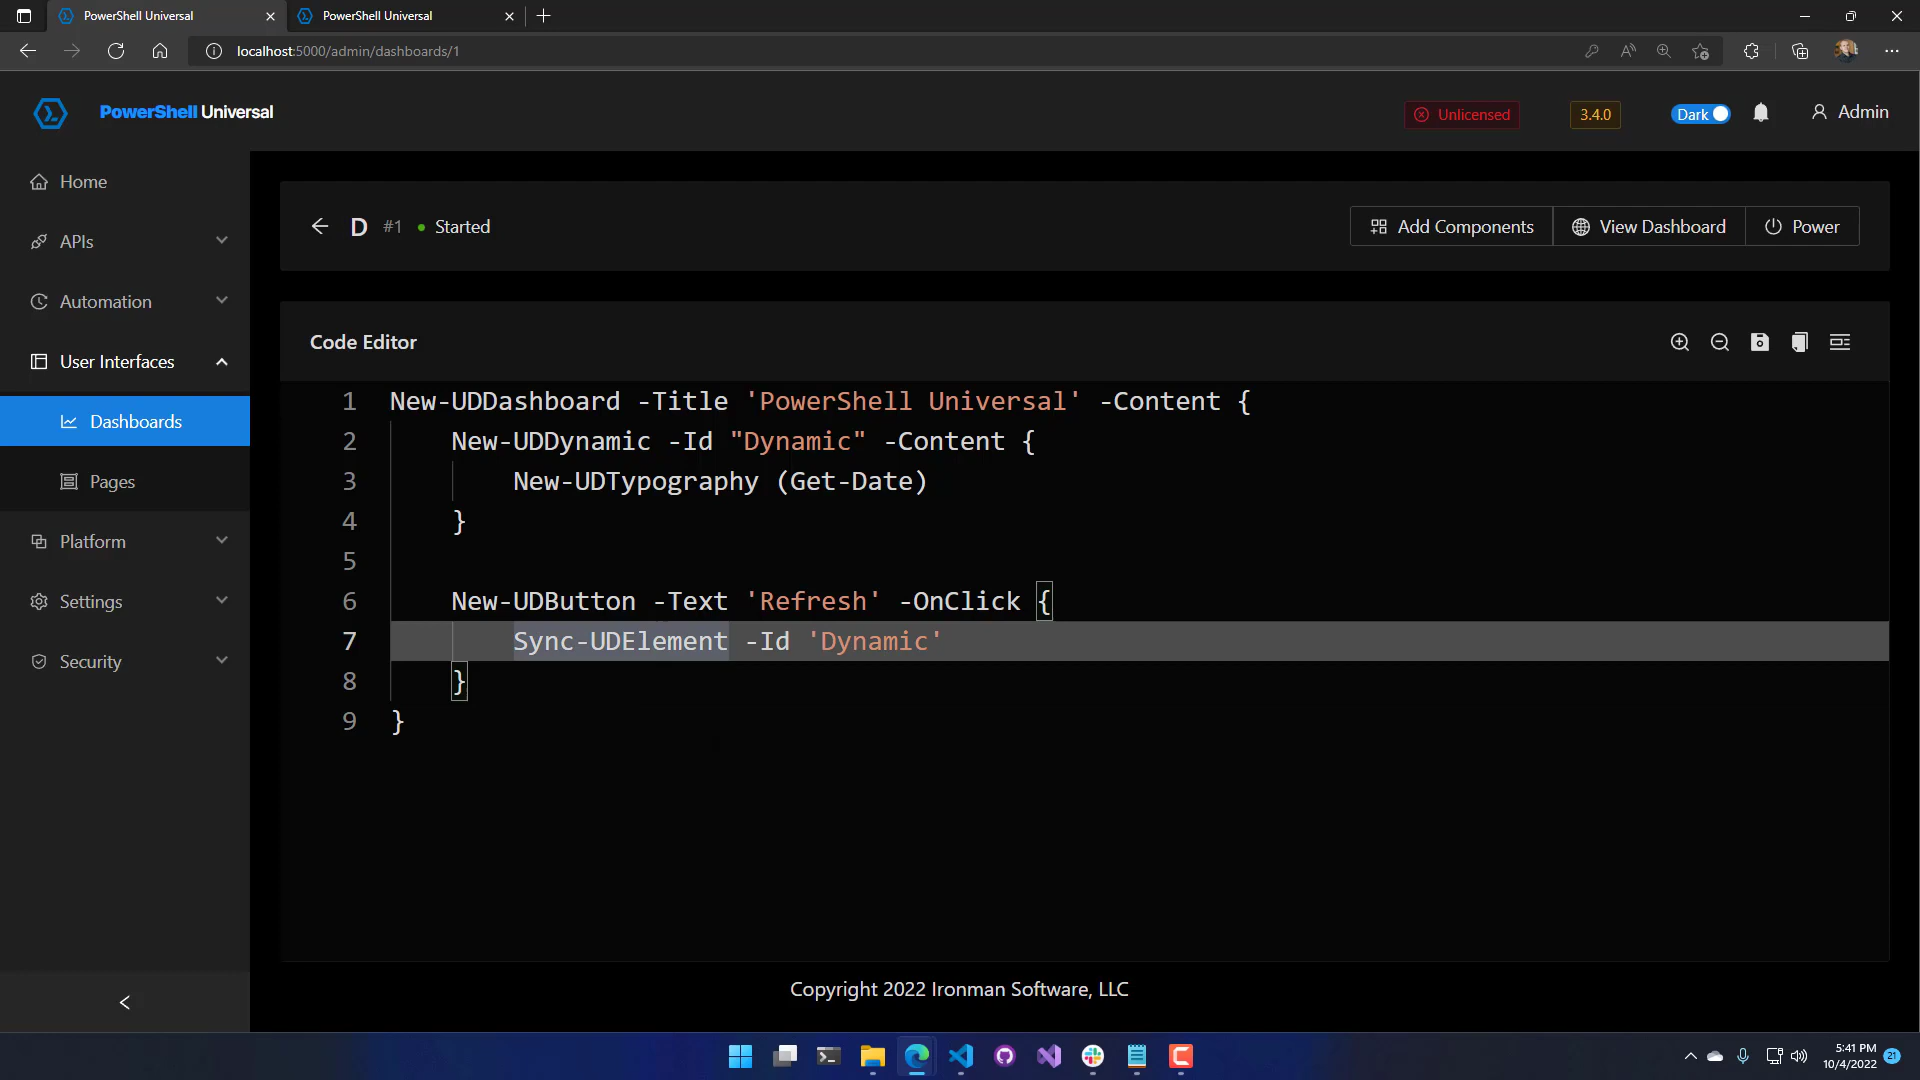 PowerShell Universal
PowerShell Universal
localhost:5000/admin/dashboards/1
PowerShell Universal
Unlicensed
3.4.0
Dark
Admin
Home
APIs
Automation
User Interfaces
Dashboards
Pages
Platform
Settings
Security
D #1 Started
Add Components
View Dashboard
Power
Code Editor
1 New-UDDashboard -Title 'PowerShell Universal' -Content {
2 New-UDDynamic -Id "Dynamic" -Content {
3 New-UDTypography (Get-Date)
4 }
5
6 New-UDButton -Text 'Refresh' -OnClick {
7 Sync-UDElement -Id 'Dynamic'
8 }
9 }
Copyright 2022 Ironman Software, LLC
5:41 PM
10/4/2022
21